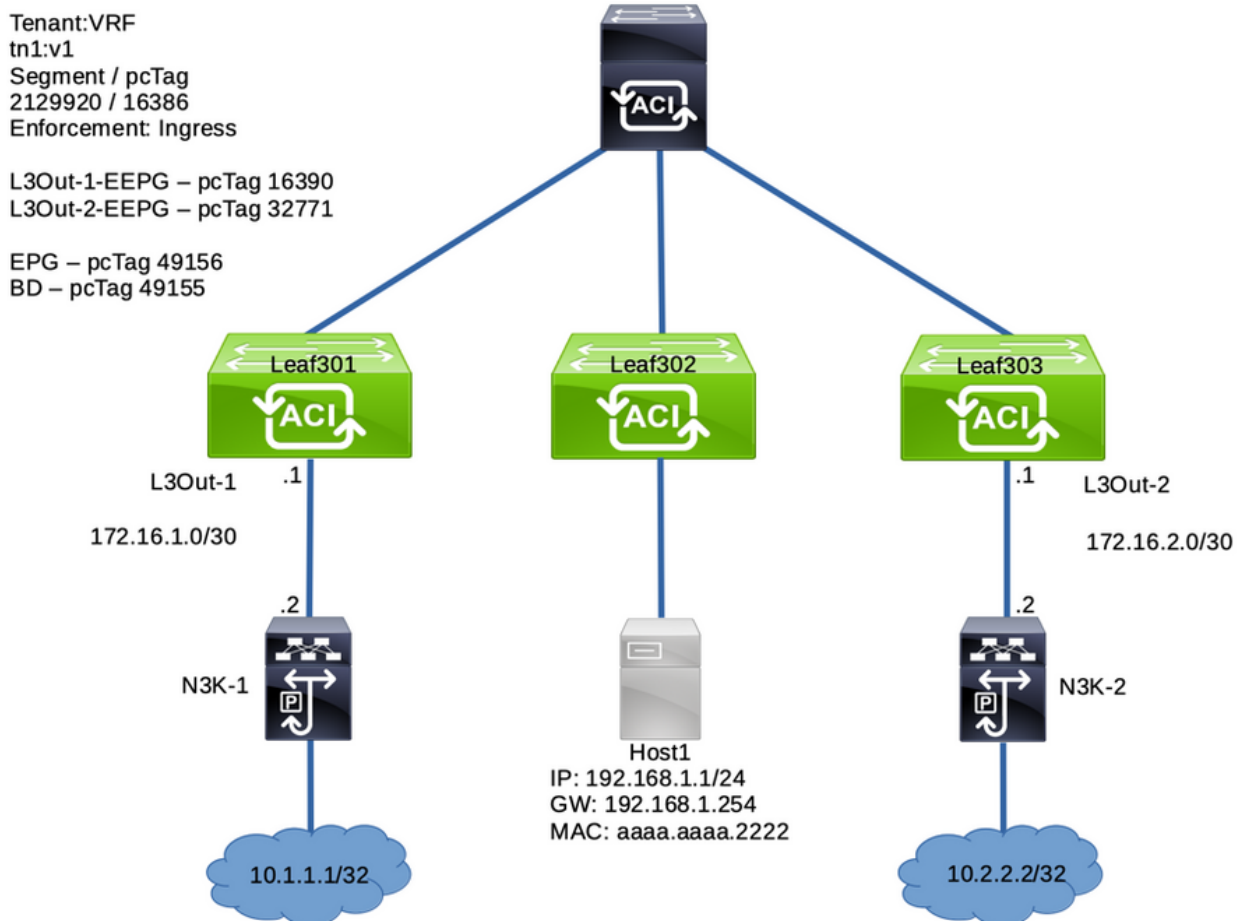 Tenant:VRF
tn1:v1
Segment / pcTag
2129920 / 16386
Enforcement: Ingress
L3Out-1-EEPG – pcTag 16390
L3Out-2-EEPG – pcTag 32771
EPG – pcTag 49156
BD – pcTag 49155
ACI
Leaf301
ACI
Leaf302
ACI
Leaf303
ACI
L3Out-1
.1
172.16.1.0/30
.2
.1
L3Out-2
172.16.2.0/30
.2
N3K-1
P
Host1
IP: 192.168.1.1/24
GW: 192.168.1.254
MAC: aaaa.aaaa.2222
P
N3K-2
10.1.1.1/32
10.2.2.2/32